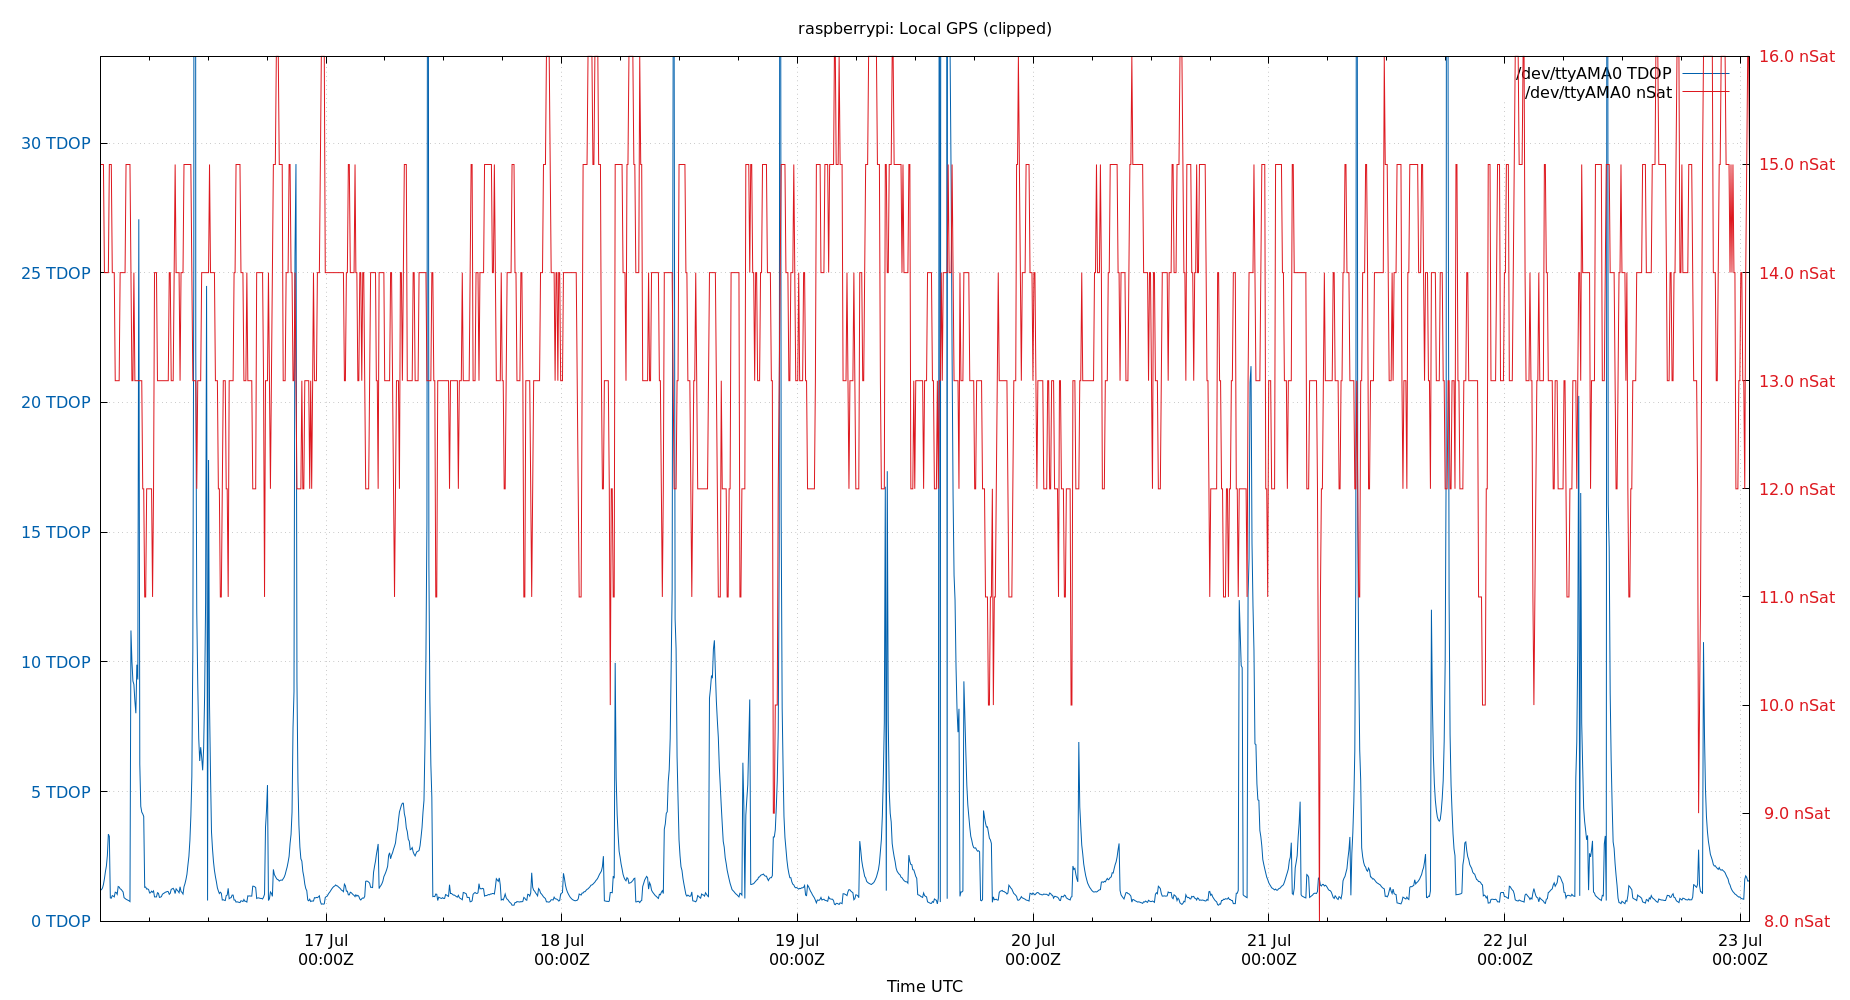 raspberrypi: Local GPS (clipped)
16.0 nSat
/dev/ttyAMA0 TDOP
/dev/ttyAMA0 nSat
30 TDOP
15.0 nSat
25 TDOP
14.0 nSat
13.0 nSat
20 TDOP
12.0 nSat
15 TDOP
11.0 nSat
10 TDOP
10.0 nSat
5 TDOP
9.0 nSat
0 TDOP
8.0 nSat
17 Jul
00:00Z
18 Jul
00:00Z
19 Jul
00:00Z
20 Jul
00:00Z
21 Jul
00:00Z
22 Jul
00:00Z
23 Jul
00:00Z
Time UTC